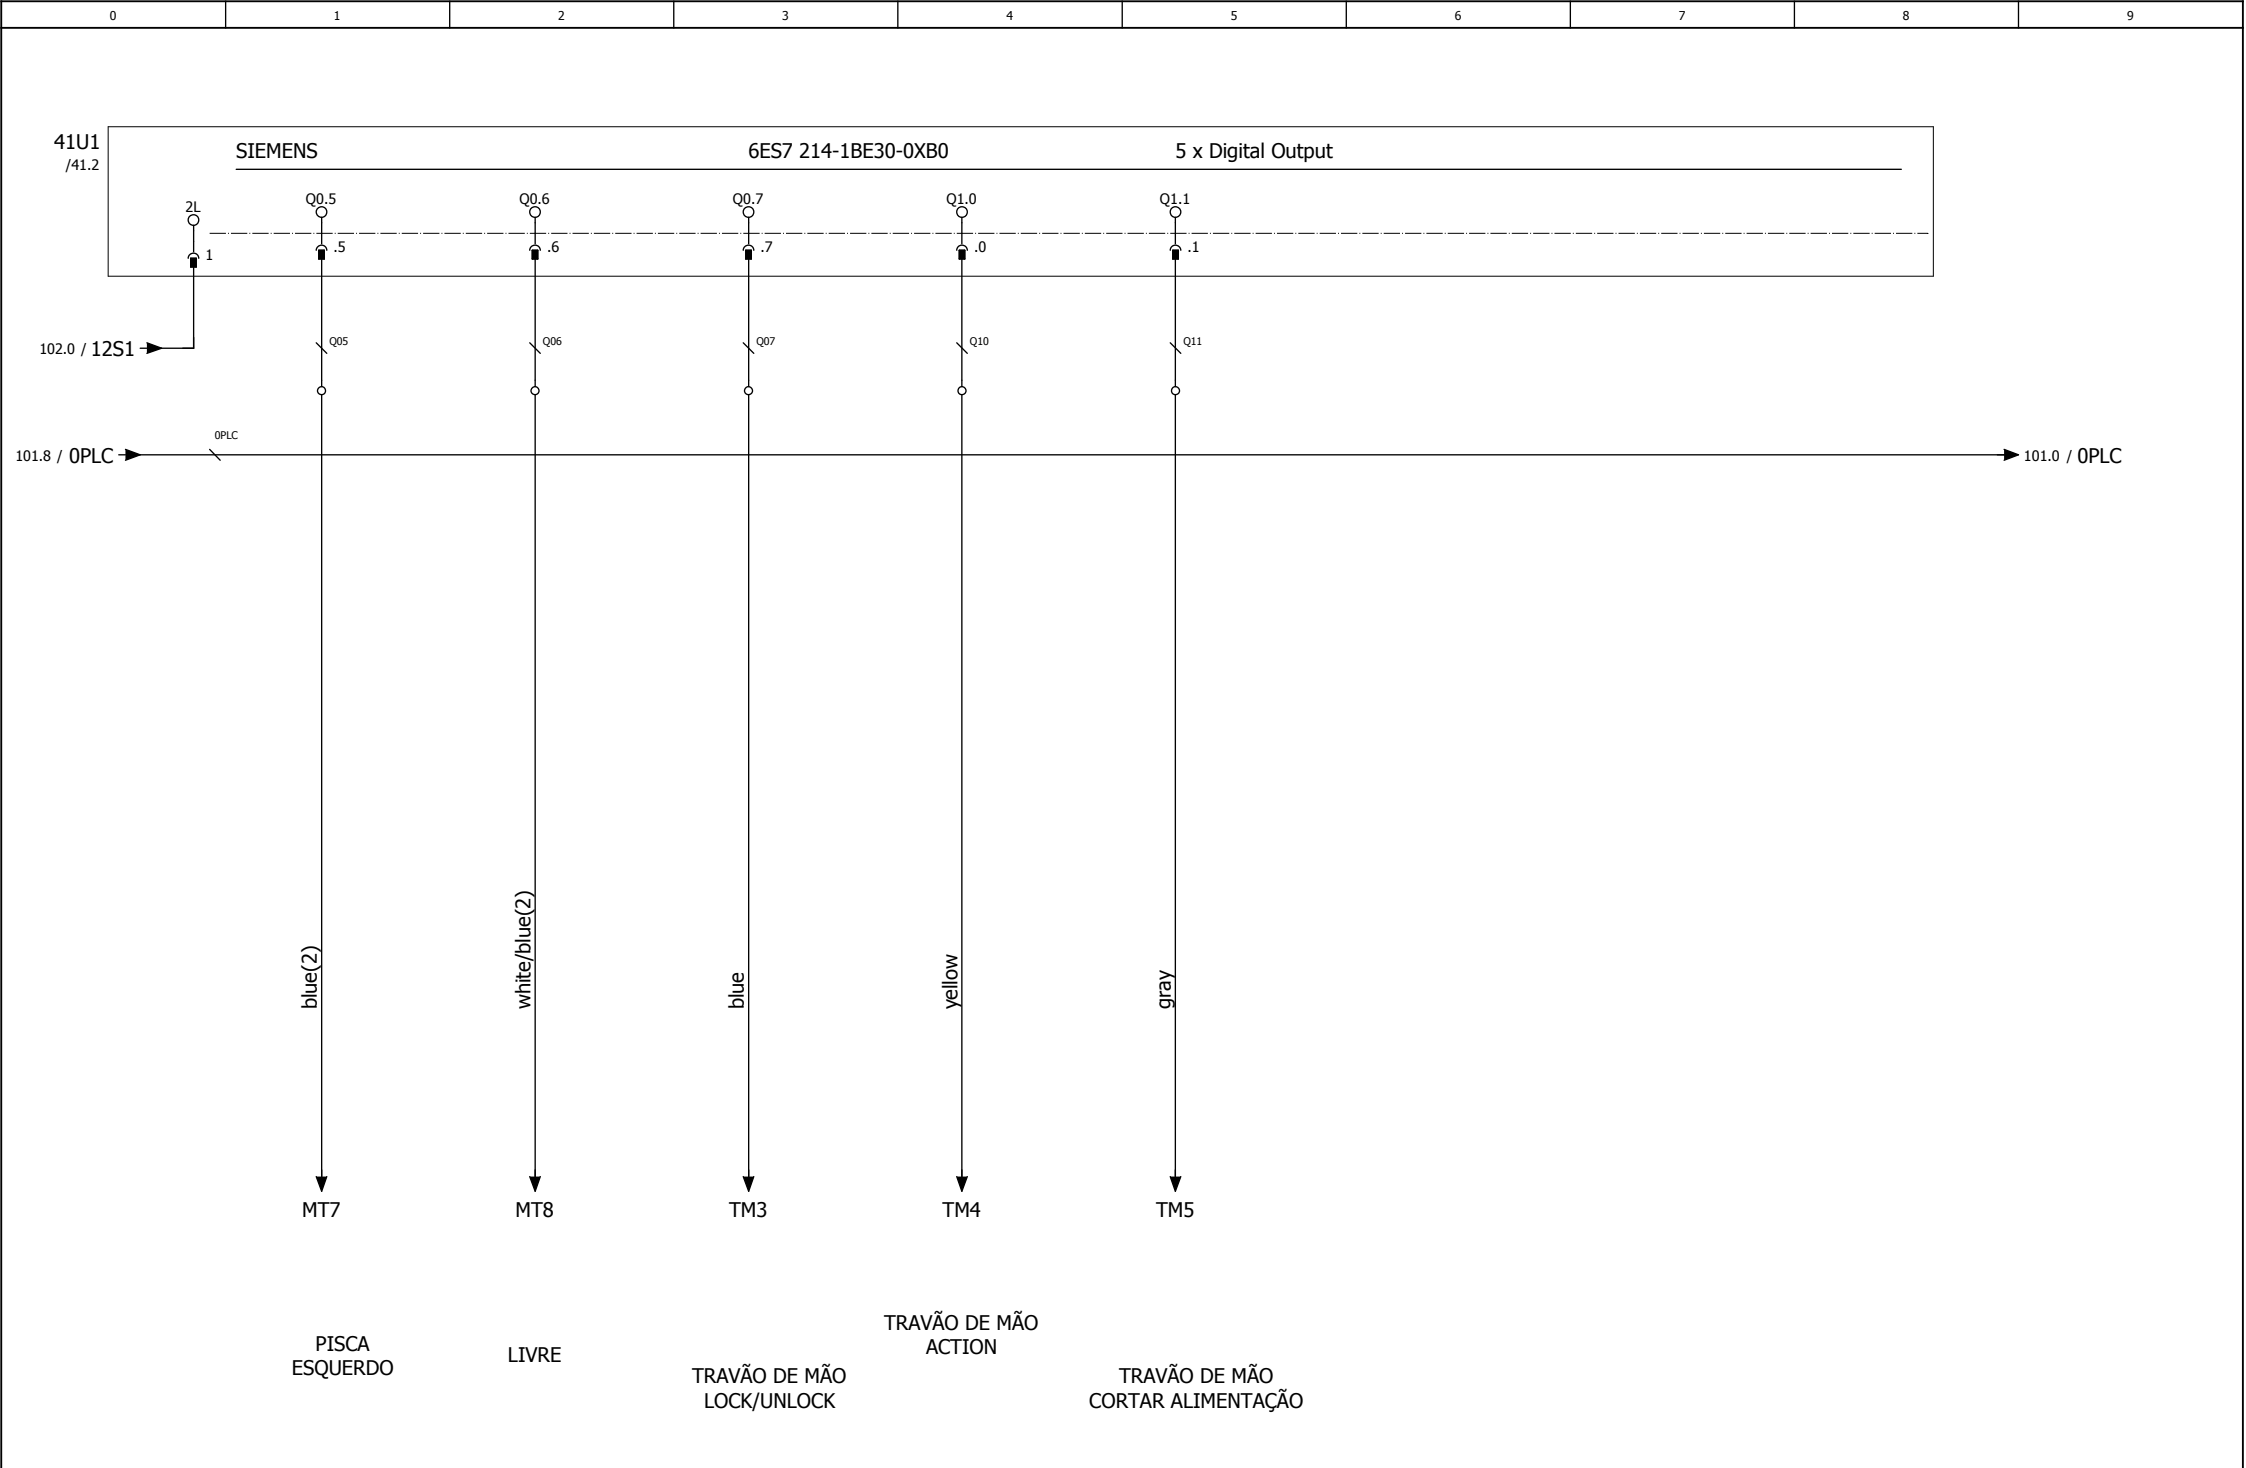 0 1 2 3 4 5 6 7 8 9
41U1
/41.2
SIEMENS 6ES7 214-1BE30-0XB0 5 x Digital Output
2L Q0.5 Q0.6 Q0.7 Q1.0 Q1.1
1 .5 .6 .7 .0 .1
102.0 / 12S1 Q05 Q06 Q07 Q10 Q11
0PLC
101.8 / 0PLC 101.0 / 0PLC
blue(2) white/blue(2) blue yellow gray
MT7 MT8 TM3 TM4 TM5
PISCA
ESQUERDO
LIVRE
TRAVÃO DE MÃO
LOCK/UNLOCK
TRAVÃO DE MÃO
ACTION
TRAVÃO DE MÃO
CORTAR ALIMENTAÇÃO